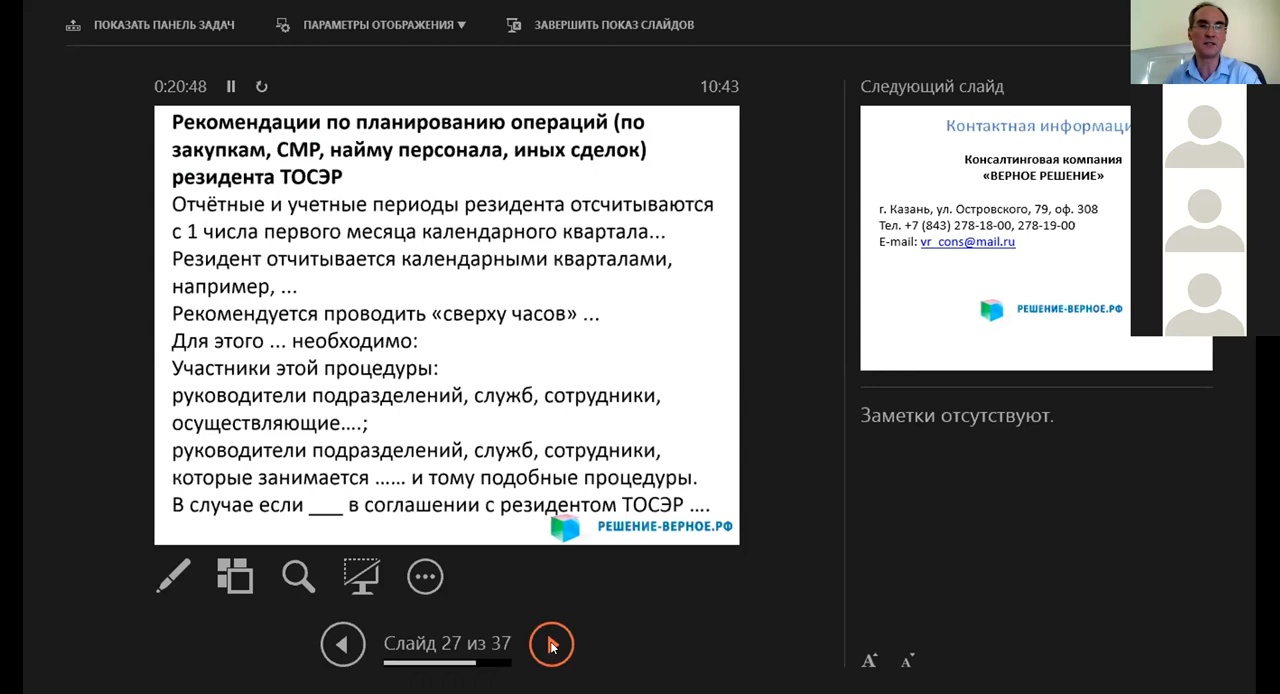 ПОКАЗАТЬ ПАНЕЛЬ ЗАДАЧ
ПАРАМЕТРЫ ОТОБРАЖЕНИЯ ▼
ЗАВЕРШИТЬ ПОКАЗ СЛАЙДОВ
0:20:48
10:43
Рекомендации по планированию операций (по
закупкам, СМР, найму персонала, иных сделок)
резидента ТОСЭР
Отчётные и учетные периоды резидента отсчитываются
с 1 числа первого месяца календарного квартала...
Резидент отчитывается календарными кварталами,
например, ...
Рекомендуется проводить «сверху часов» ...
Для этого ... необходимо:
Участники этой процедуры:
руководители подразделений, служб, сотрудники,
осуществляющие….;
руководители подразделений, служб, сотрудники,
которые занимается …… и тому подобные процедуры.
В случае если ___ в соглашении с резидентом ТОСЭР ….
РЕШЕНИЕ-ВЕРНОЕ.РФ
Слайд 27 из 37
Следующий слайд
Контактная информаци
Консалтинговая компания
«ВЕРНОЕ РЕШЕНИЕ»
г. Казань, ул. Островского, 79, оф. 308
Тел. +7 (843) 278-18-00, 278-19-00
E-mail: vr_cons@mail.ru
РЕШЕНИЕ-ВЕРНОЕ.РФ
Заметки отсутствуют.
A A